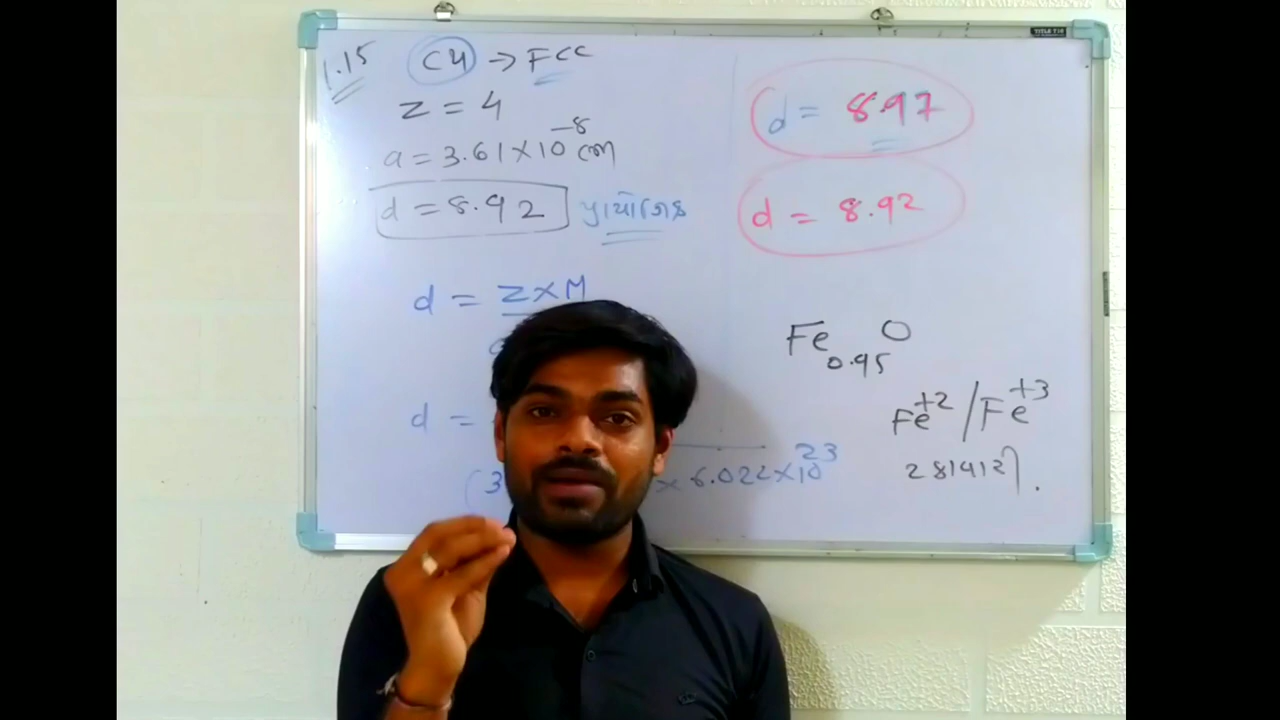 1.15 Cu → FCC
Z = 4
a = 3.61 × 10⁻⁸ cm
d = 8.92
d = Z × M
d =
(3 × 6.022 × 10²³
d = 8.97
d = 8.92
Fe₀.₉₅O
Fe⁺² / Fe⁺³